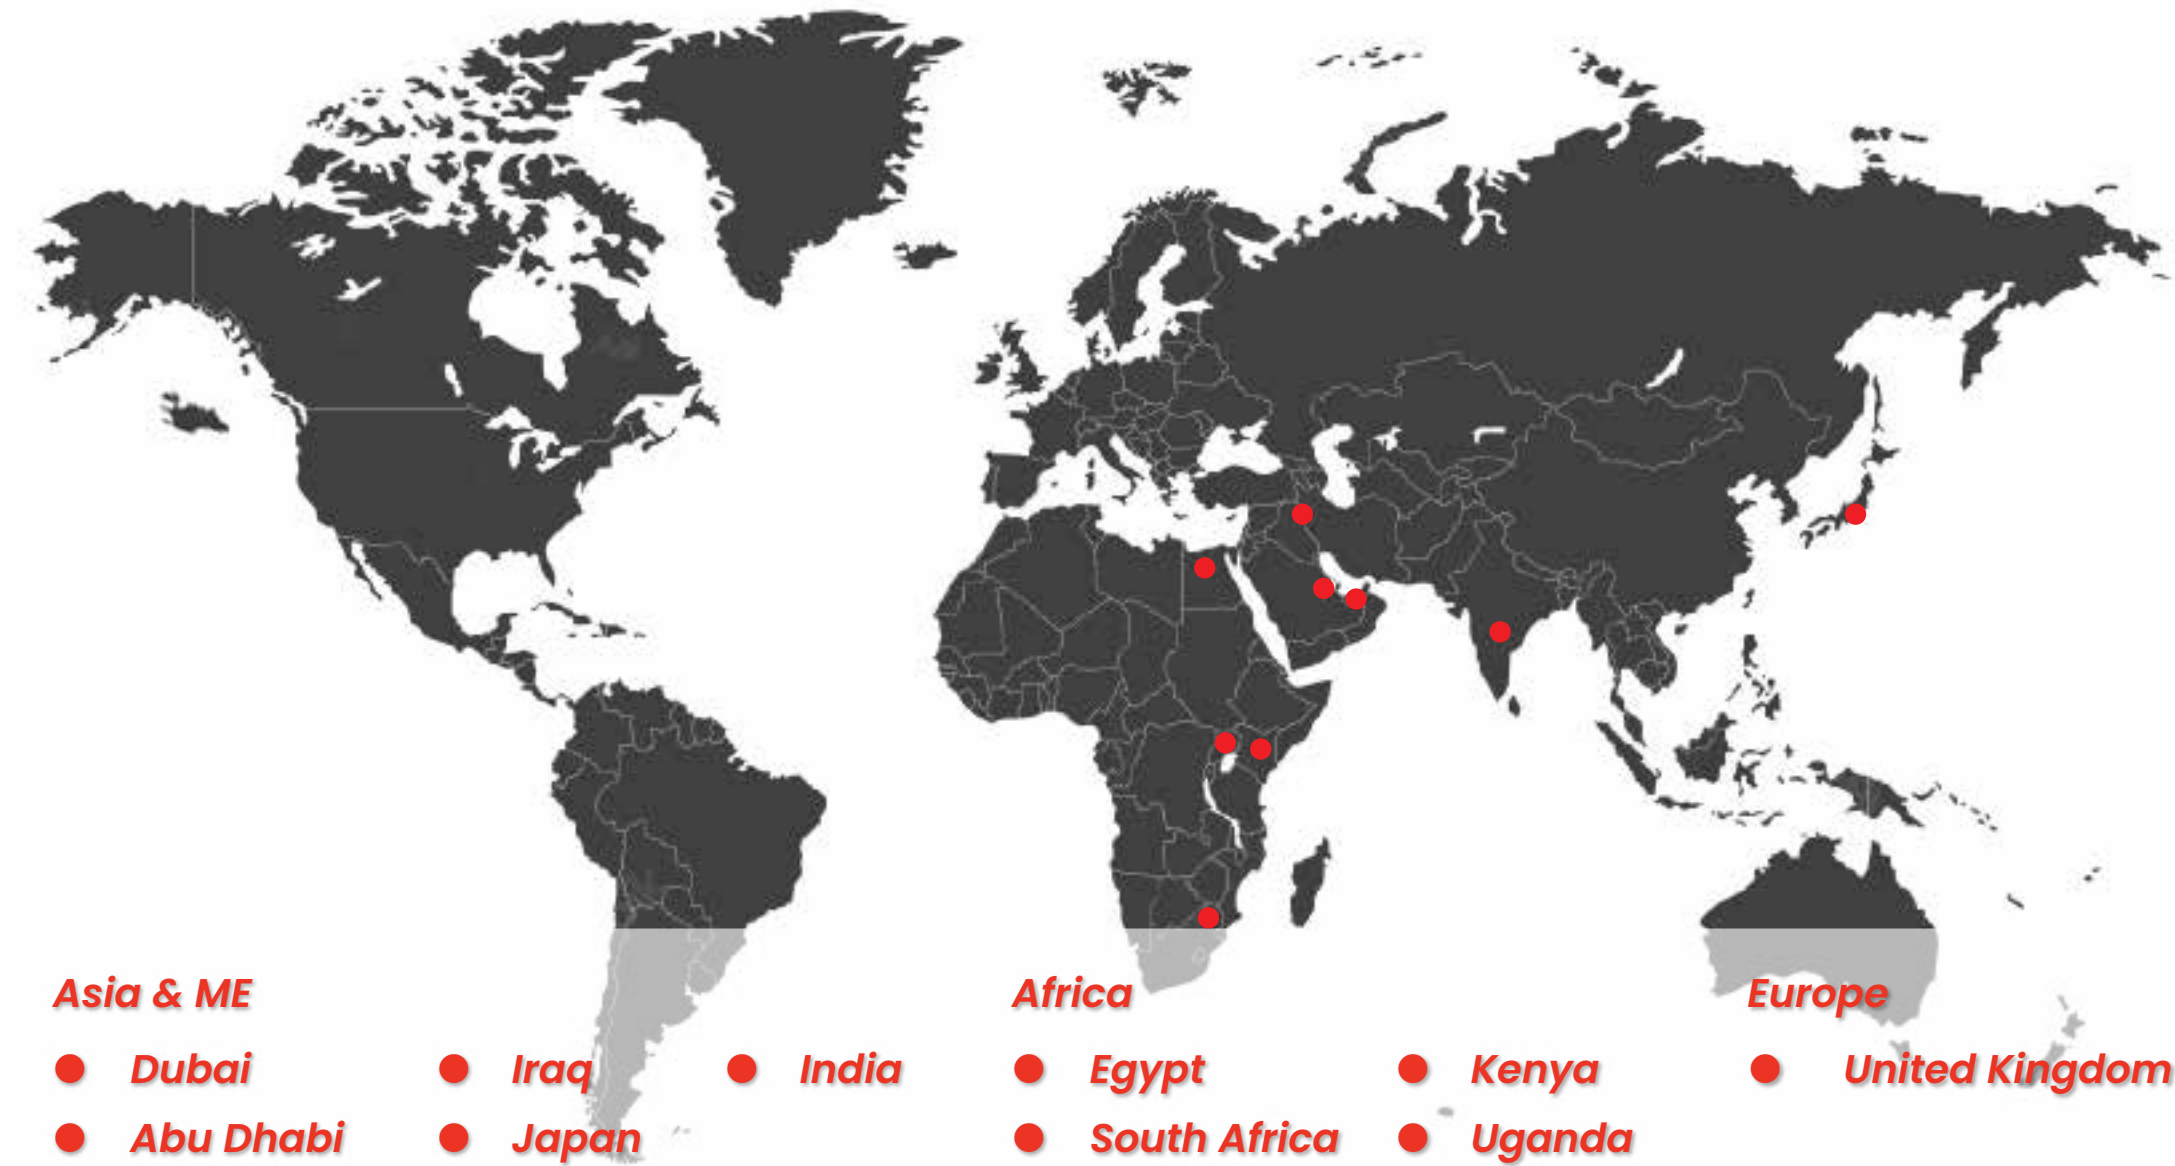 Asia & ME
Dubai
Iraq
India
Abu Dhabi
Japan
Africa
Egypt
Kenya
South Africa
Uganda
Europe
United Kingdom